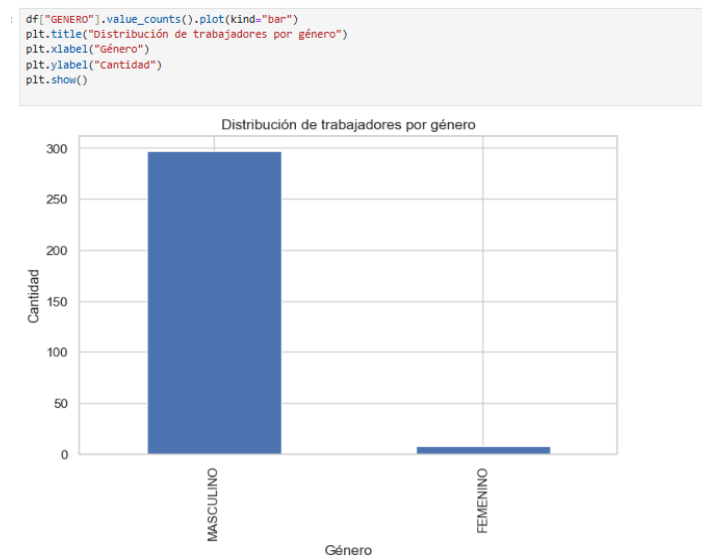 df["GENERO"].value_counts().plot(kind="bar")
plt.title("Distribución de trabajadores por género")
plt.xlabel("Género")
plt.ylabel("Cantidad")
plt.show()
Distribución de trabajadores por género
300
250
200
150
100
50
0
Cantidad
MASCULINO
FEMENINO
Género